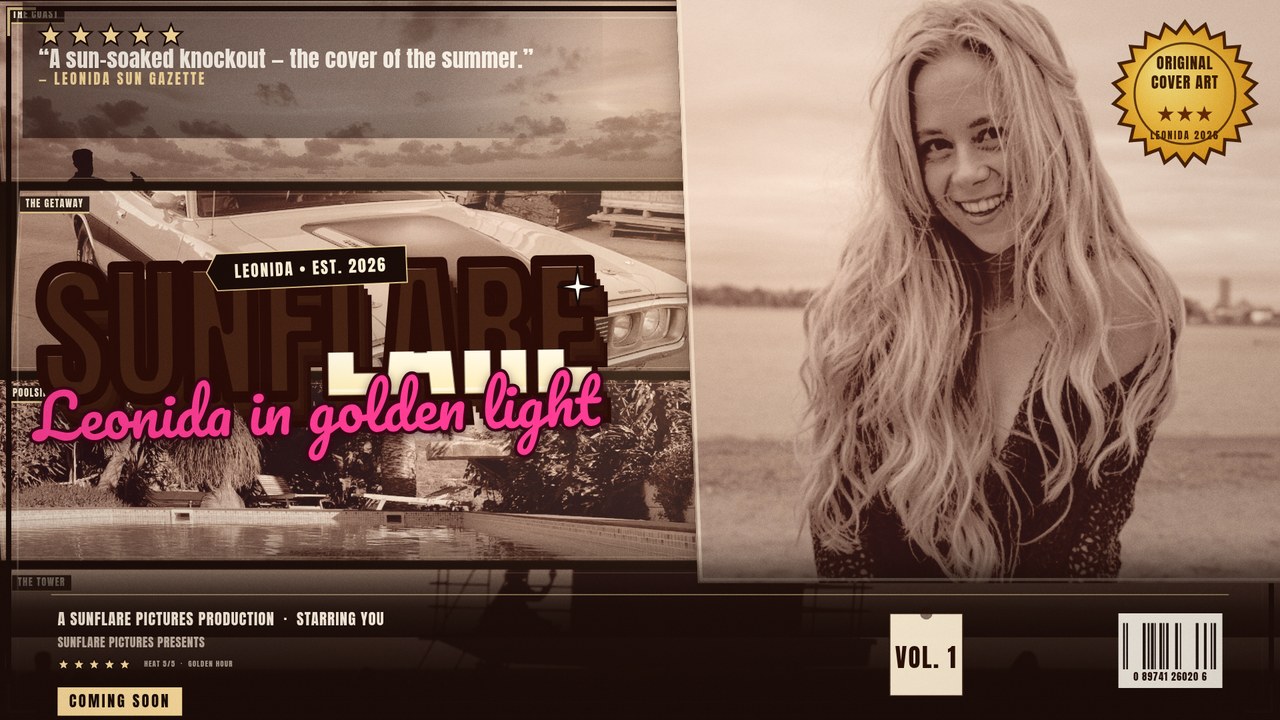 THE COAST
“A sun-soaked knockout – the cover of the summer.”
– LEONIDA SUN GAZETTE
ORIGINAL
COVER ART
LEONIDA 2026
THE GETAWAY
LEONIDA • EST. 2026
SUNFLARE
Leonida in golden light
THE TOWER
A SUNFLARE PICTURES PRODUCTION · STARRING YOU
SUNFLARE PICTURES PRESENTS
HEAT 5/5 · GOLDEN HOUR
COMING SOON
VOL. 1
0 89741 26020 6